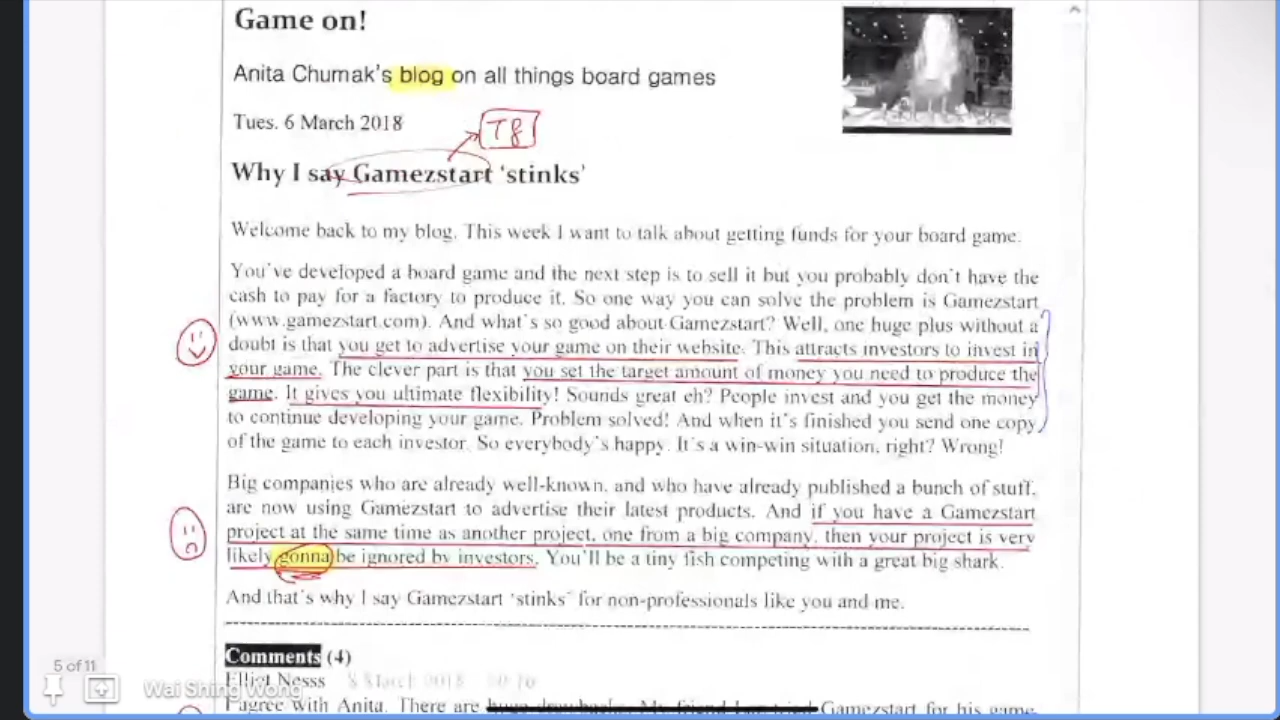 Game on!
Anita Chumak's blog on all things board games
Tues. 6 March 2018
T8
Why I say Gamezstart 'stinks'
Welcome back to my blog. This week I want to talk about getting funds for your board game.
You've developed a board game and the next step is to sell it but you probably don't have the
cash to pay for a factory to produce it. So one way you can solve the problem is Gamezstart
(www.gamezstart.com). And what's so good about Gamezstart? Well, one huge plus without a
doubt is that you get to advertise your game on their website. This attracts investors to invest in
your game. The clever part is that you set the target amount of money you need to produce the
game. It gives you ultimate flexibility! Sounds great eh? People invest and you get the money
to continue developing your game. Problem solved! And when it's finished you send one copy
of the game to each investor. So everybody's happy. It's a win-win situation, right? Wrong!
Big companies who are already well-known, and who have already published a bunch of stuff,
are now using Gamezstart to advertise their latest products. And if you have a Gamezstart
project at the same time as another project, one from a big company, then your project is very
likely gonna be ignored by investors. You'll be a tiny fish competing with a great big shark.
And that's why I say Gamezstart 'stinks' for non-professionals like you and me.
Comments (4)
5 of 11
Elliot Nesss 8 March 2018
Wai Shing Wong
I agree with Anita. There are huge drawbacks. My friend Ian tried Gamezstart for his game